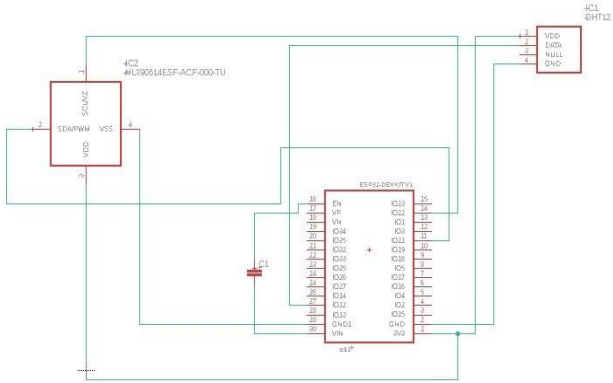 IC1
DHT12
1 VDD
2 DATA
3 NULL
4 GND
IC2
MLX90614ESF-ACF-000-TU
1
2 SDA/PWM VSS 4
VDD
3
ESP32-DEVKITV1
16 EN IO23 15
17 VP IO22 14
18 VN IO1 13
19 IO34 IO3 12
20 IO35 IO21 11
21 IO32 IO19 10
22 IO33 IO18 9
23 IO25 IO5 8
24 IO26 IO17 7
IO27 IO16 6
26 IO14 IO4 5
27 IO12 IO2 4
28 IO13 IO15 3
29 GND1 GND 2
30 VIN 3V3 1
C1